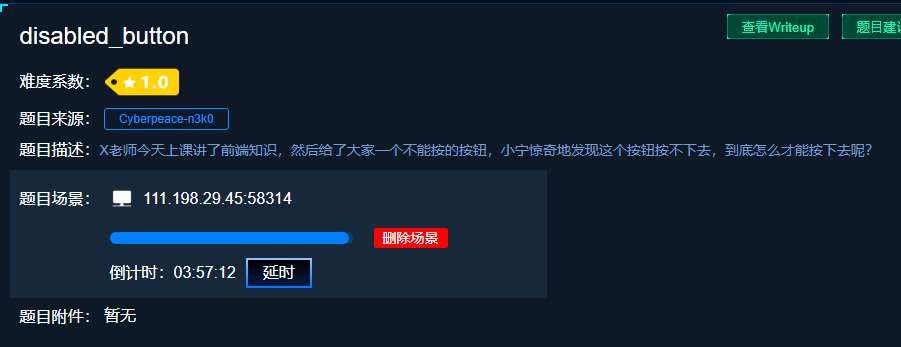 disabled_button
查看Writeup
题目建议
难度系数： 1.0
题目来源： Cyberpeace-n3k0
题目描述： X老师今天上课讲了前端知识，然后给了大家一个不能按的按钮，小宁惊奇地发现这个按钮按不下去，到底怎么才能按下去呢？
题目场景： 111.198.29.45:58314
删除场景
倒计时：03:57:12 延时
题目附件： 暂无